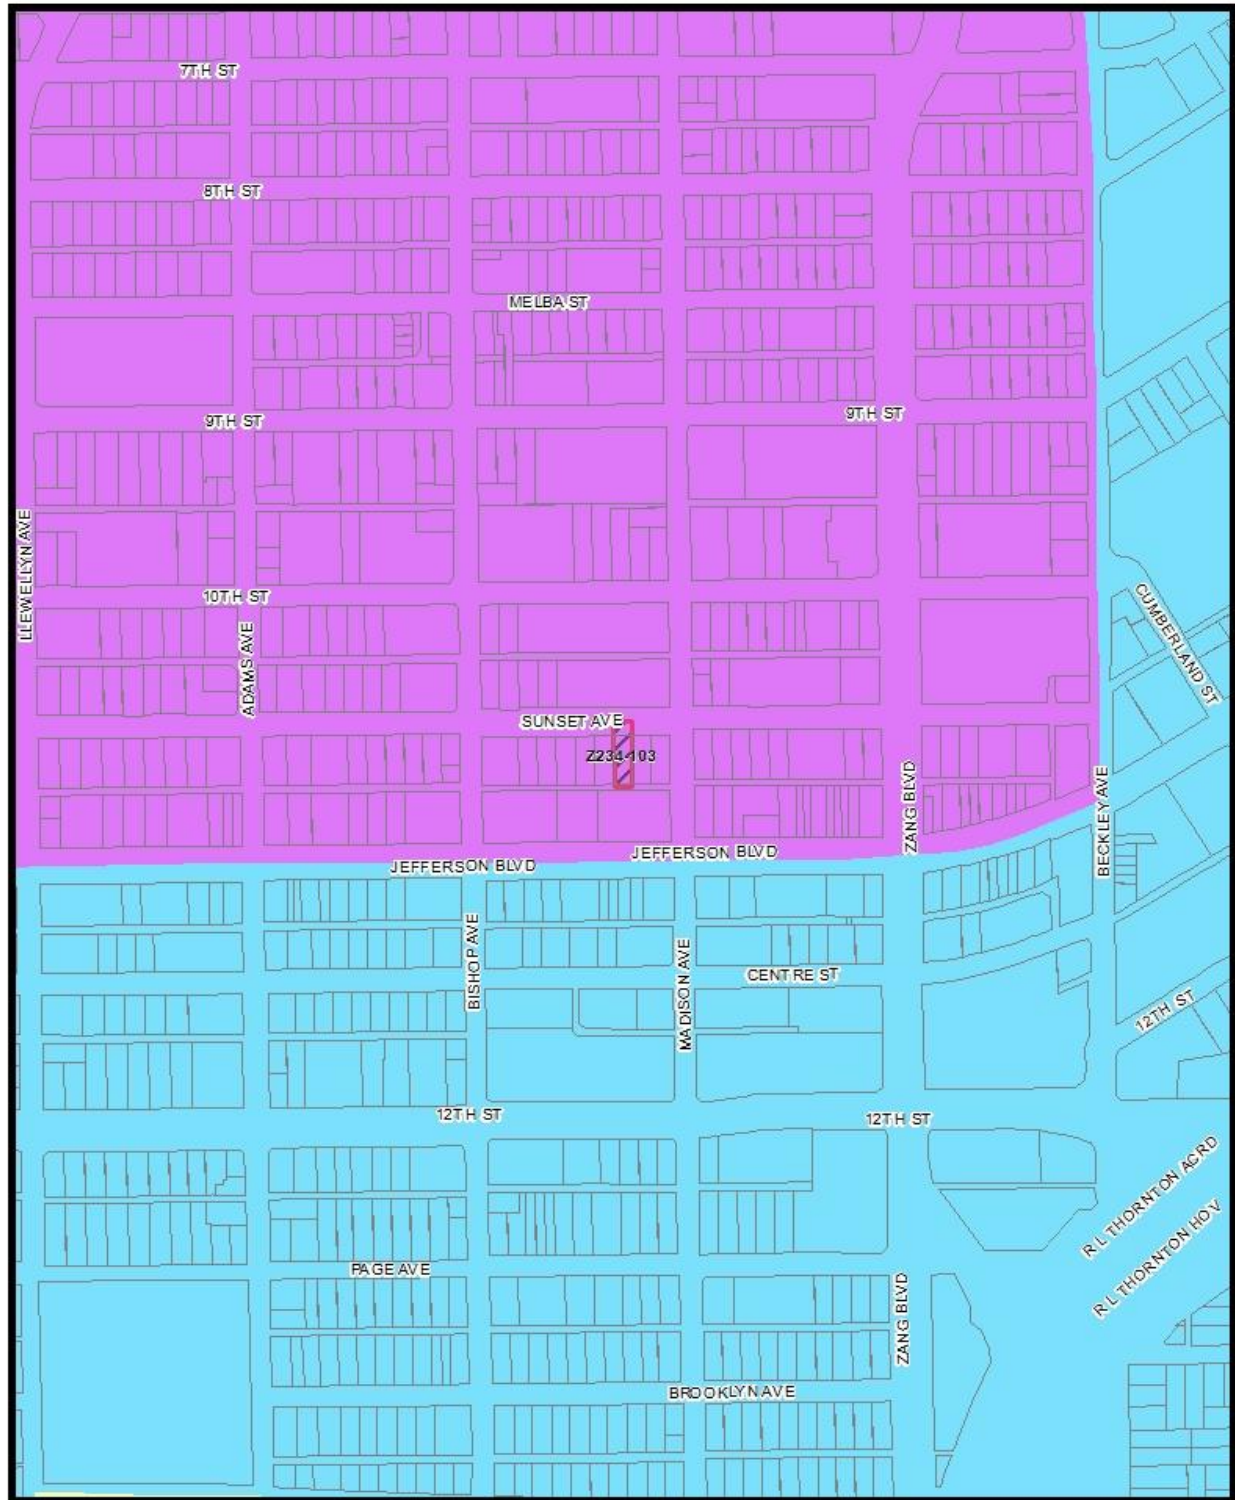 7TH ST
8TH ST
MELBA ST
9TH ST
9TH ST
LLEWELLYN AVE
10TH ST
CUMBERLAND ST
ADAMS AVE
SUNSET AVE
Z234-103
ZANG BLVD
BECKLEY AVE
JEFFERSON BLVD
JEFFERSON BLVD
BISHOP AVE
MADISON AVE
CENTRE ST
12TH ST
12TH ST
12TH ST
R L THORNTON ACRD
R L THORNTON HOV
PAGE AVE
ZANG BLVD
BROOKLYN AVE